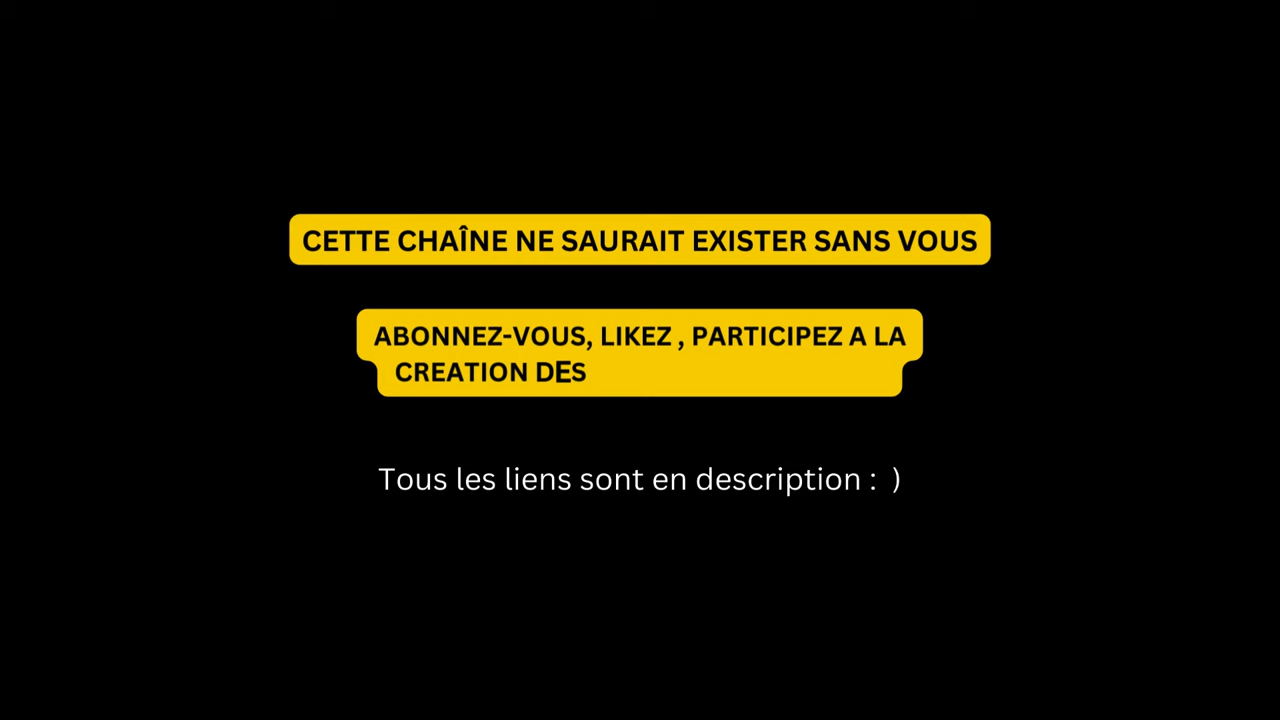 CETTE CHAÎNE NE SAURAIT EXISTER SANS VOUS
ABONNEZ-VOUS, LIKEZ , PARTICIPEZ A LA
CREATION DES
Tous les liens sont en description : )